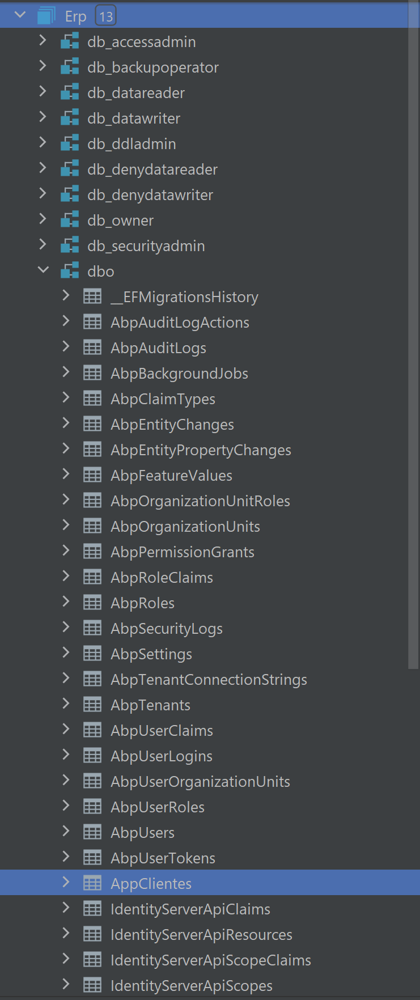 Erp 13
db_accessadmin
db_backupoperator
db_datareader
db_datawriter
db_ddladmin
db_denydatareader
db_denydatawriter
db_owner
db_securityadmin
dbo
__EFMigrationsHistory
AbpAuditLogActions
AbpAuditLogs
AbpBackgroundJobs
AbpClaimTypes
AbpEntityChanges
AbpEntityPropertyChanges
AbpFeatureValues
AbpOrganizationUnitRoles
AbpOrganizationUnits
AbpPermissionGrants
AbpRoleClaims
AbpRoles
AbpSecurityLogs
AbpSettings
AbpTenantConnectionStrings
AbpTenants
AbpUserClaims
AbpUserLogins
AbpUserOrganizationUnits
AbpUserRoles
AbpUsers
AbpUserTokens
AppClientes
IdentityServerApiClaims
IdentityServerApiResources
IdentityServerApiScopeClaims
IdentityServerApiScopes